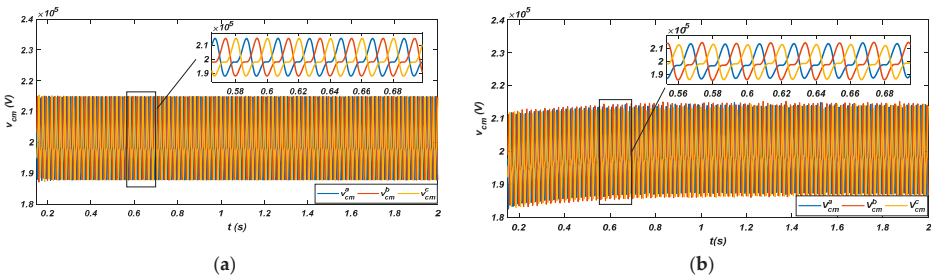 ×10⁵
2.4
2.3
2.2
2.1
2
1.9
1.8
v_cm (V)
×10⁵
2.1
2
1.9
0.58 0.6 0.62 0.64 0.66 0.68
v^a_cm v^b_cm v^c_cm
0.2 0.4 0.6 0.8 1 1.2 1.4 1.6 1.8 2
t (s)
(a)
×10⁵
2.4
2.3
2.2
2.1
2
1.9
1.8
v_cm (V)
×10⁵
2.1
2
1.9
0.56 0.58 0.6 0.62 0.64 0.66 0.68
V^a_cm V^b_cm V^c_cm
0.2 0.4 0.6 0.8 1 1.2 1.4 1.6 1.8 2
t(s)
(b)